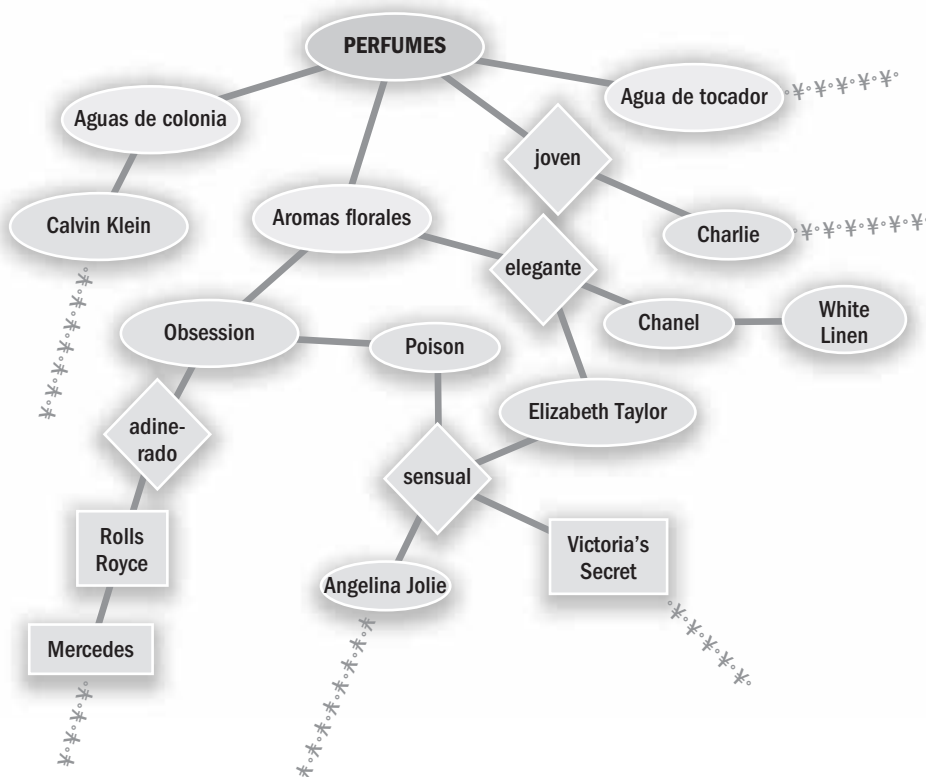 PERFUMES
Agua de tocador
Aguas de colonia
joven
Calvin Klein
Aromas florales
Charlie
elegante
Chanel
White
Linen
Obsession
Poison
Elizabeth Taylor
adine-
rado
sensual
Rolls
Royce
Victoria's
Secret
Angelina Jolie
Mercedes